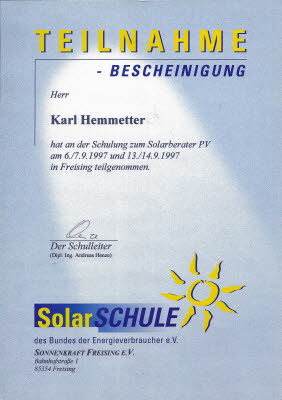 TEILNAHME
- BESCHEINIGUNG
Herr
Karl Hemmetter
hat an der Schulung zum Solarberater PV
am 6./7.9.1997 und 13./14.9.1997
in Freising teilgenommen.
Der Schulleiter
(Dipl. Ing. Andreas Henze)
SolarSCHULE
des Bundes der Energieverbraucher e.V.
SONNENKRAFT FREISING E.V.
Bahnhofstraße 1
85354 Freising